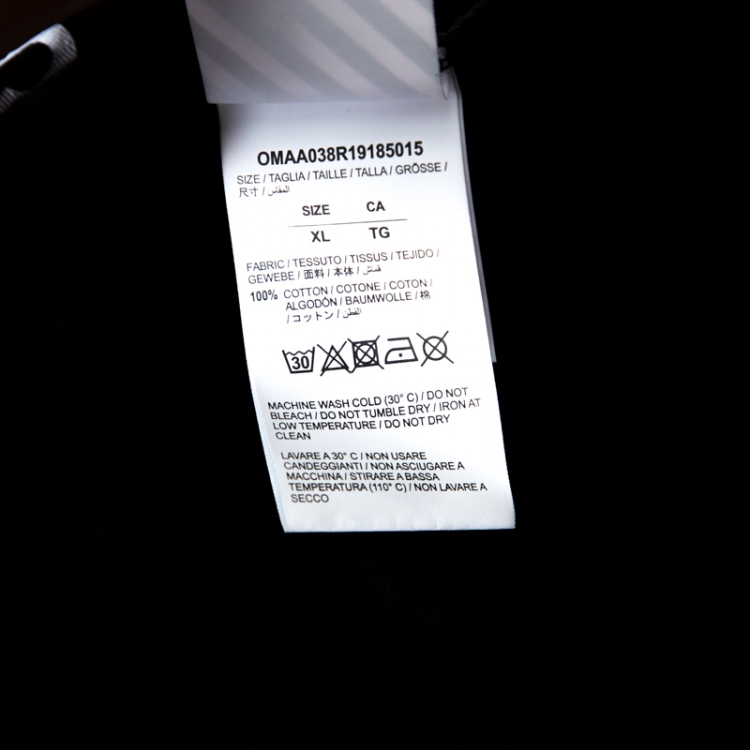 OMAA038R19185015
SIZE / TAGLIA / TAILLE / TALLA / GRÖSSE /
尺寸 / المقاس
SIZE CA
XL TG
FABRIC / TESSUTO / TISSUS / TEJIDO /
GEWEBE / 面料 / 本体 / قماش
100% COTTON / COTONE / COTON /
ALGODÓN / BAUMWOLLE / 棉
/ コットン / القطن
30
MACHINE WASH COLD (30° C) / DO NOT
BLEACH / DO NOT TUMBLE DRY / IRON AT
LOW TEMPERATURE / DO NOT DRY
CLEAN
LAVARE A 30° C / NON USARE
CANDEGGIANTI / NON ASCIUGARE A
MACCHINA / STIRARE A BASSA
TEMPERATURA (110° C) / NON LAVARE A
SECCO